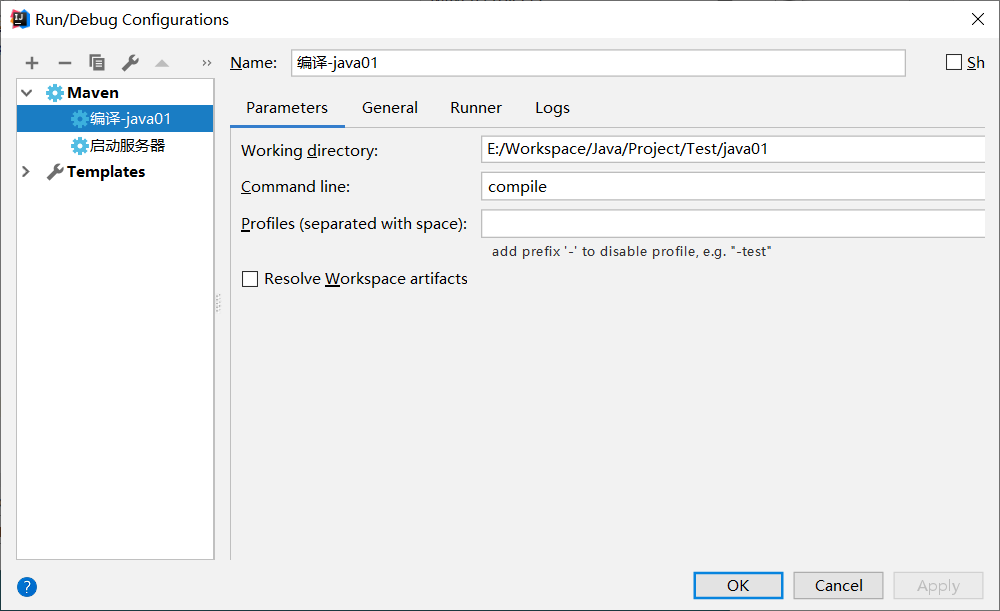 Run/Debug Configurations
Name: 编译-java01
Sh
Maven
编译-java01
启动服务器
Templates
Parameters General Runner Logs
Working directory: E:/Workspace/Java/Project/Test/java01
Command line: compile
Profiles (separated with space):
add prefix '-' to disable profile, e.g. "-test"
Resolve Workspace artifacts
?
OK Cancel Apply